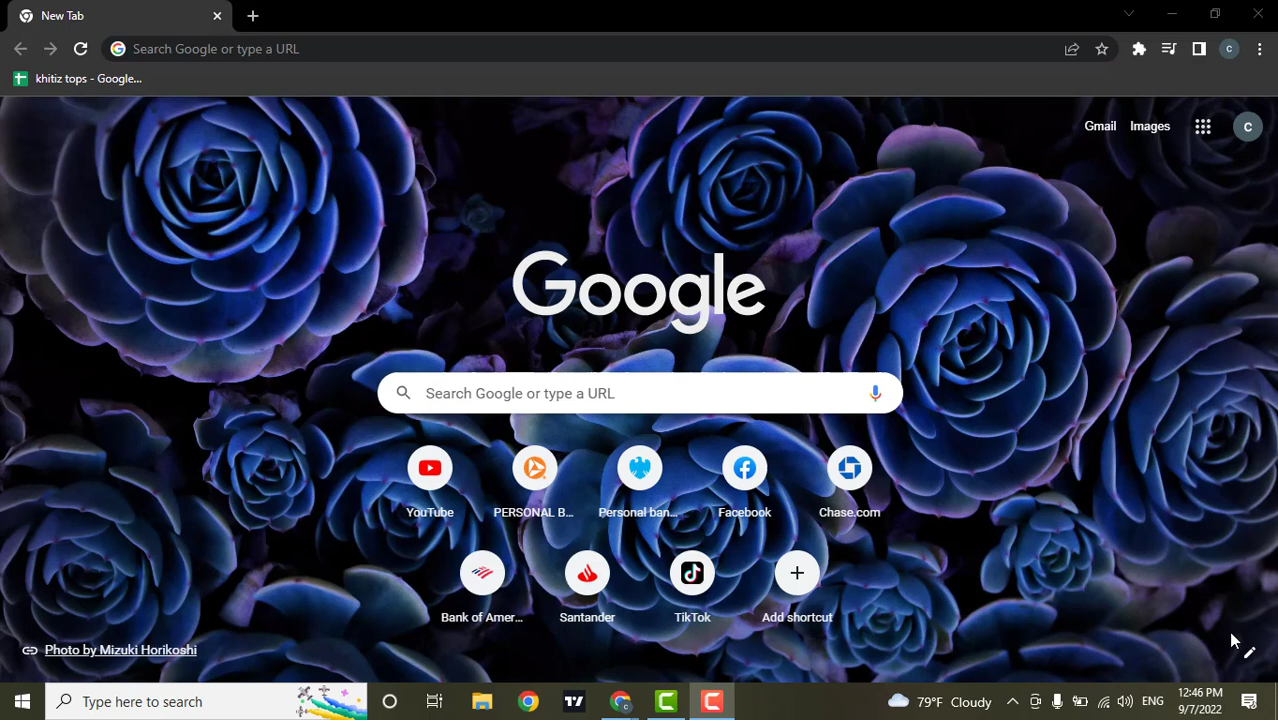 New Tab
Search Google or type a URL
c
khitiz tops - Google...
Gmail
Images
c
Google
Search Google or type a URL
YouTube
PERSONAL B...
Personal ban...
Facebook
Chase.com
Bank of Amer...
Santander
TikTok
Add shortcut
Photo by Mizuki Horikoshi
Type here to search
79°F Cloudy
ENG
12:46 PM
9/7/2022